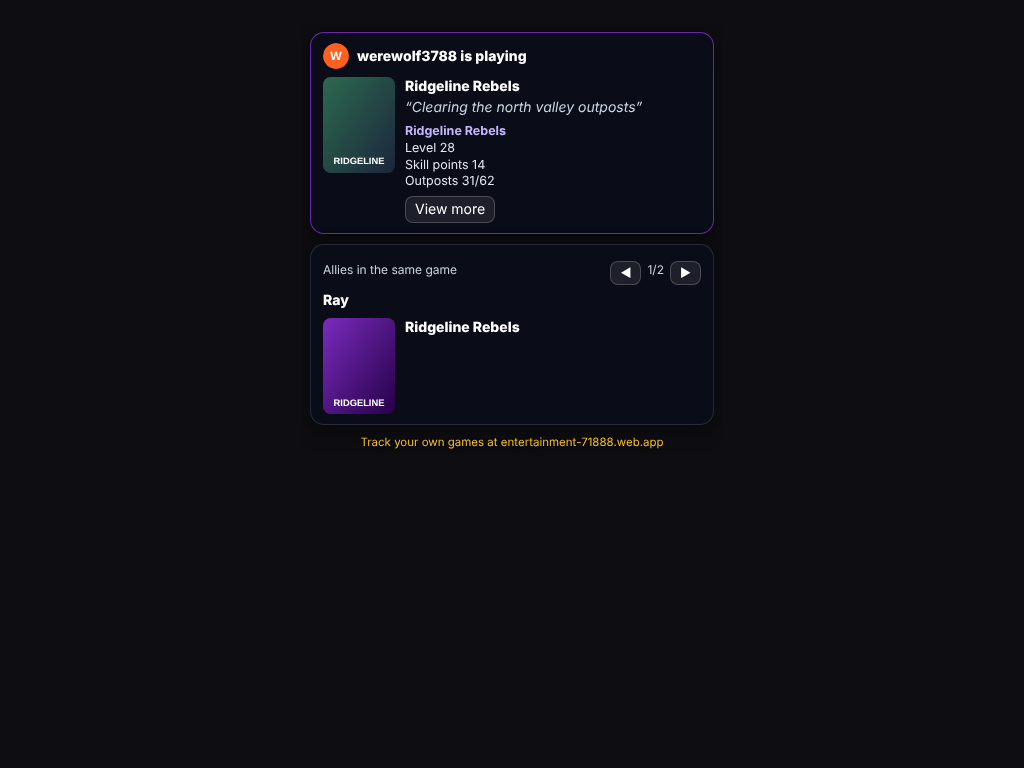 W
werewolf3788 is playing
RIDGELINE
Ridgeline Rebels
“Clearing the north valley outposts”
Ridgeline Rebels
Level 28
Skill points 14
Outposts 31/62
View more
Allies in the same game
◀ 1/2 ▶
Ray
RIDGELINE
Ridgeline Rebels
Track your own games at entertainment-71888.web.app